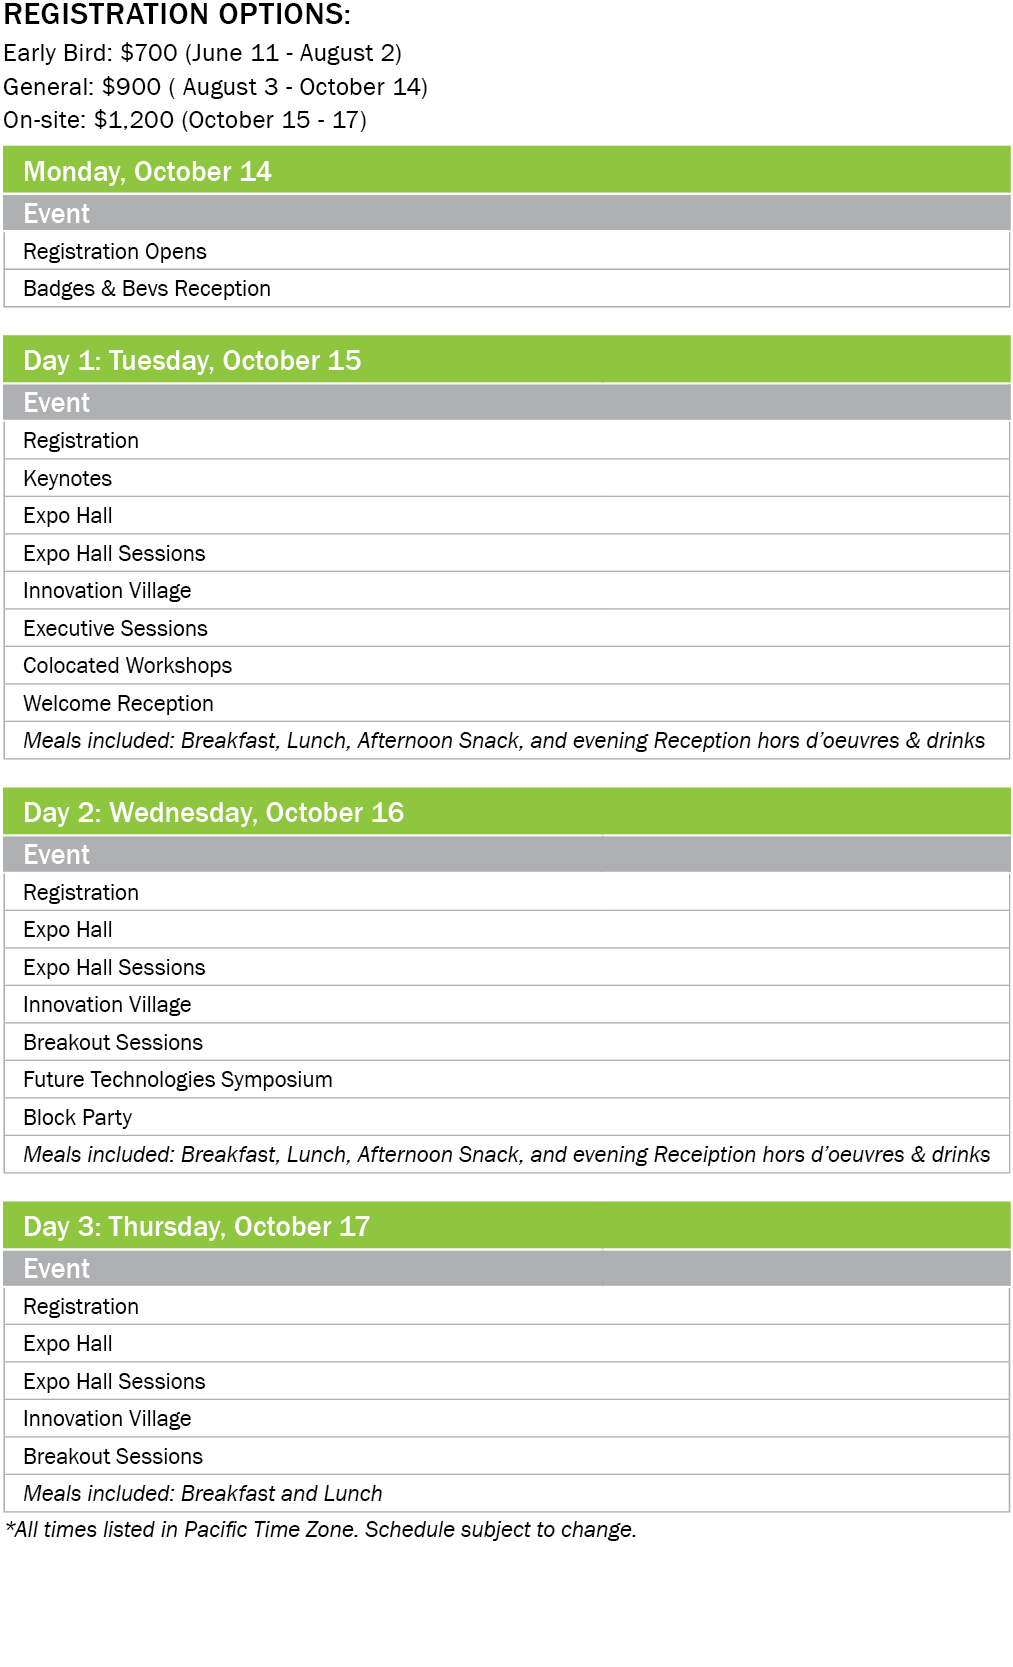 REGISTRATION OPTIONS:
Early Bird: $700 (June 11 - August 2)
General: $900 ( August 3 - October 14)
On-site: $1,200 (October 15 - 17)
Monday, October 14
Event
Registration Opens
Badges & Bevs Reception
Day 1: Tuesday, October 15
Event
Registration
Keynotes
Expo Hall
Expo Hall Sessions
Innovation Village
Executive Sessions
Colocated Workshops
Welcome Reception
Meals included: Breakfast, Lunch, Afternoon Snack, and evening Reception hors d’oeuvres & drinks
Day 2: Wednesday, October 16
Event
Registration
Expo Hall
Expo Hall Sessions
Innovation Village
Breakout Sessions
Future Technologies Symposium
Block Party
Meals included: Breakfast, Lunch, Afternoon Snack, and evening Receiption hors d’oeuvres & drinks
Day 3: Thursday, October 17
Event
Registration
Expo Hall
Expo Hall Sessions
Innovation Village
Breakout Sessions
Meals included: Breakfast and Lunch
*All times listed in Pacific Time Zone. Schedule subject to change.